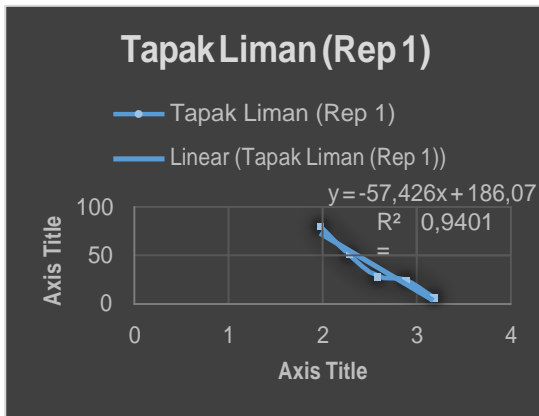 Tapak Liman (Rep 1)
Tapak Liman (Rep 1)
Linear (Tapak Liman (Rep 1))
y = -57,426x + 186,07
R² 0,9401
=
100
50
0
Axis Title
0 1 2 3 4
Axis Title